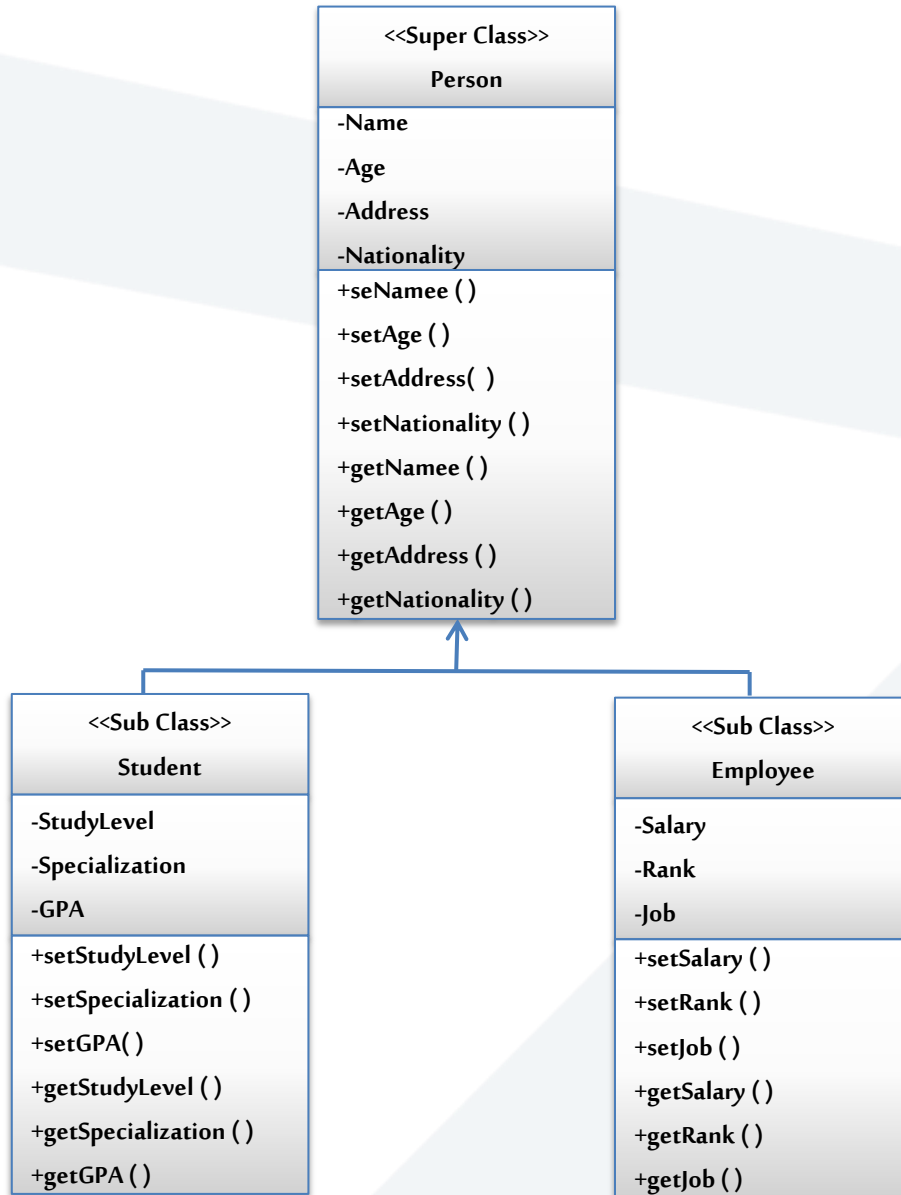 <<Super Class>>
Person
-Name
-Age
-Address
-Nationality
+seNamee ( )
+setAge ( )
+setAddress( )
+setNationality ( )
+getNamee ( )
+getAge ( )
+getAddress ( )
+getNationality ( )
<<Sub Class>>
Student
-StudyLevel
-Specialization
-GPA
+setStudyLevel ( )
+setSpecialization ( )
+setGPA( )
+getStudyLevel ( )
+getSpecialization ( )
+getGPA ( )
<<Sub Class>>
Employee
-Salary
-Rank
-Job
+setSalary ( )
+setRank ( )
+setJob ( )
+getSalary ( )
+getRank ( )
+getJob ( )